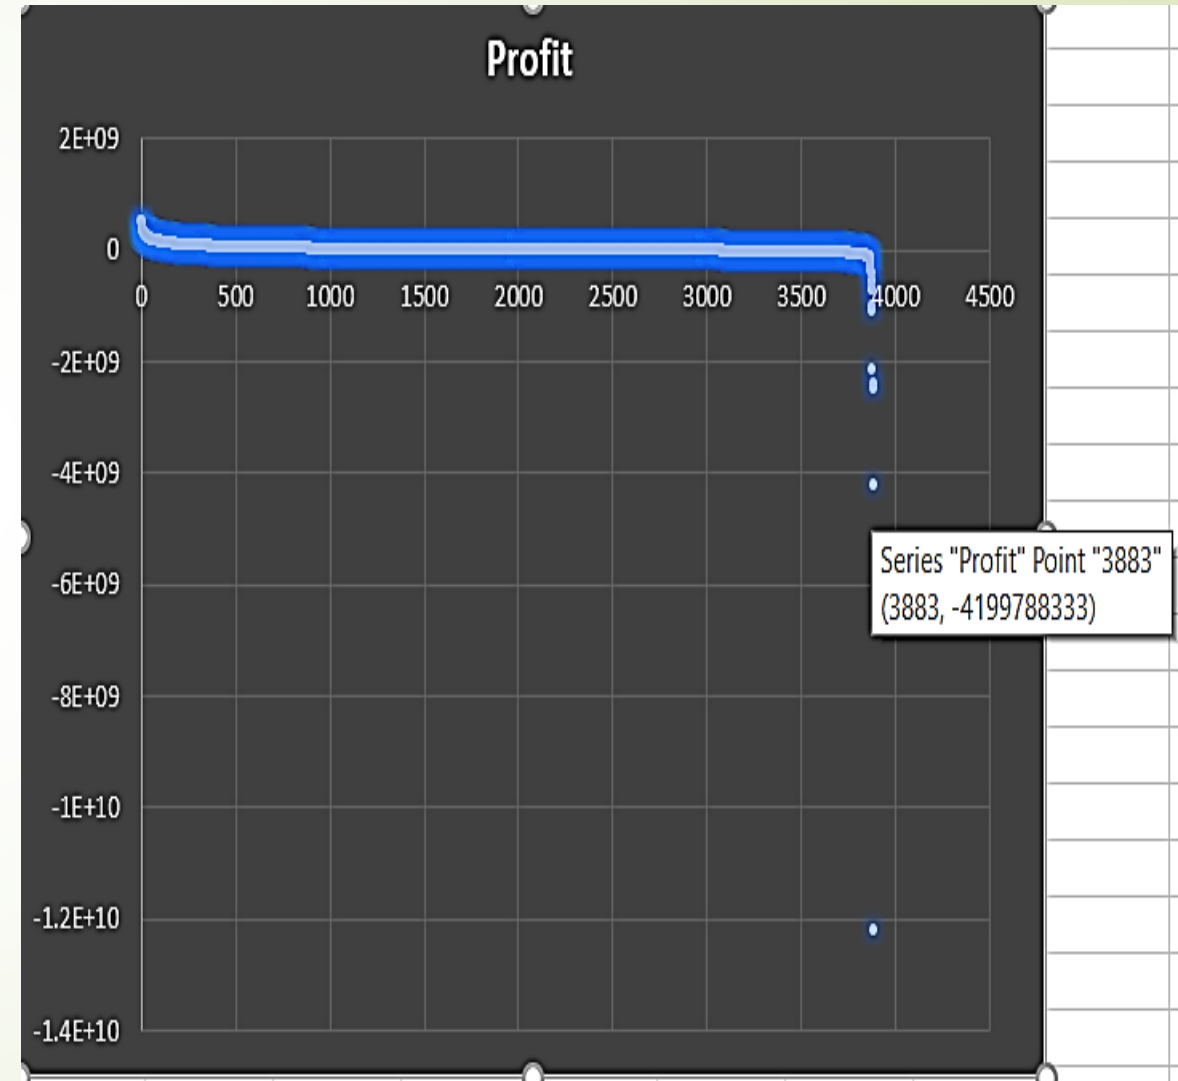 Profit
2E+09
0
0 500 1000 1500 2000 2500 3000 3500 4000 4500
-2E+09
-4E+09
Series "Profit" Point "3883"
(3883, -4199788333)
-6E+09
-8E+09
-1E+10
-1.2E+10
-1.4E+10